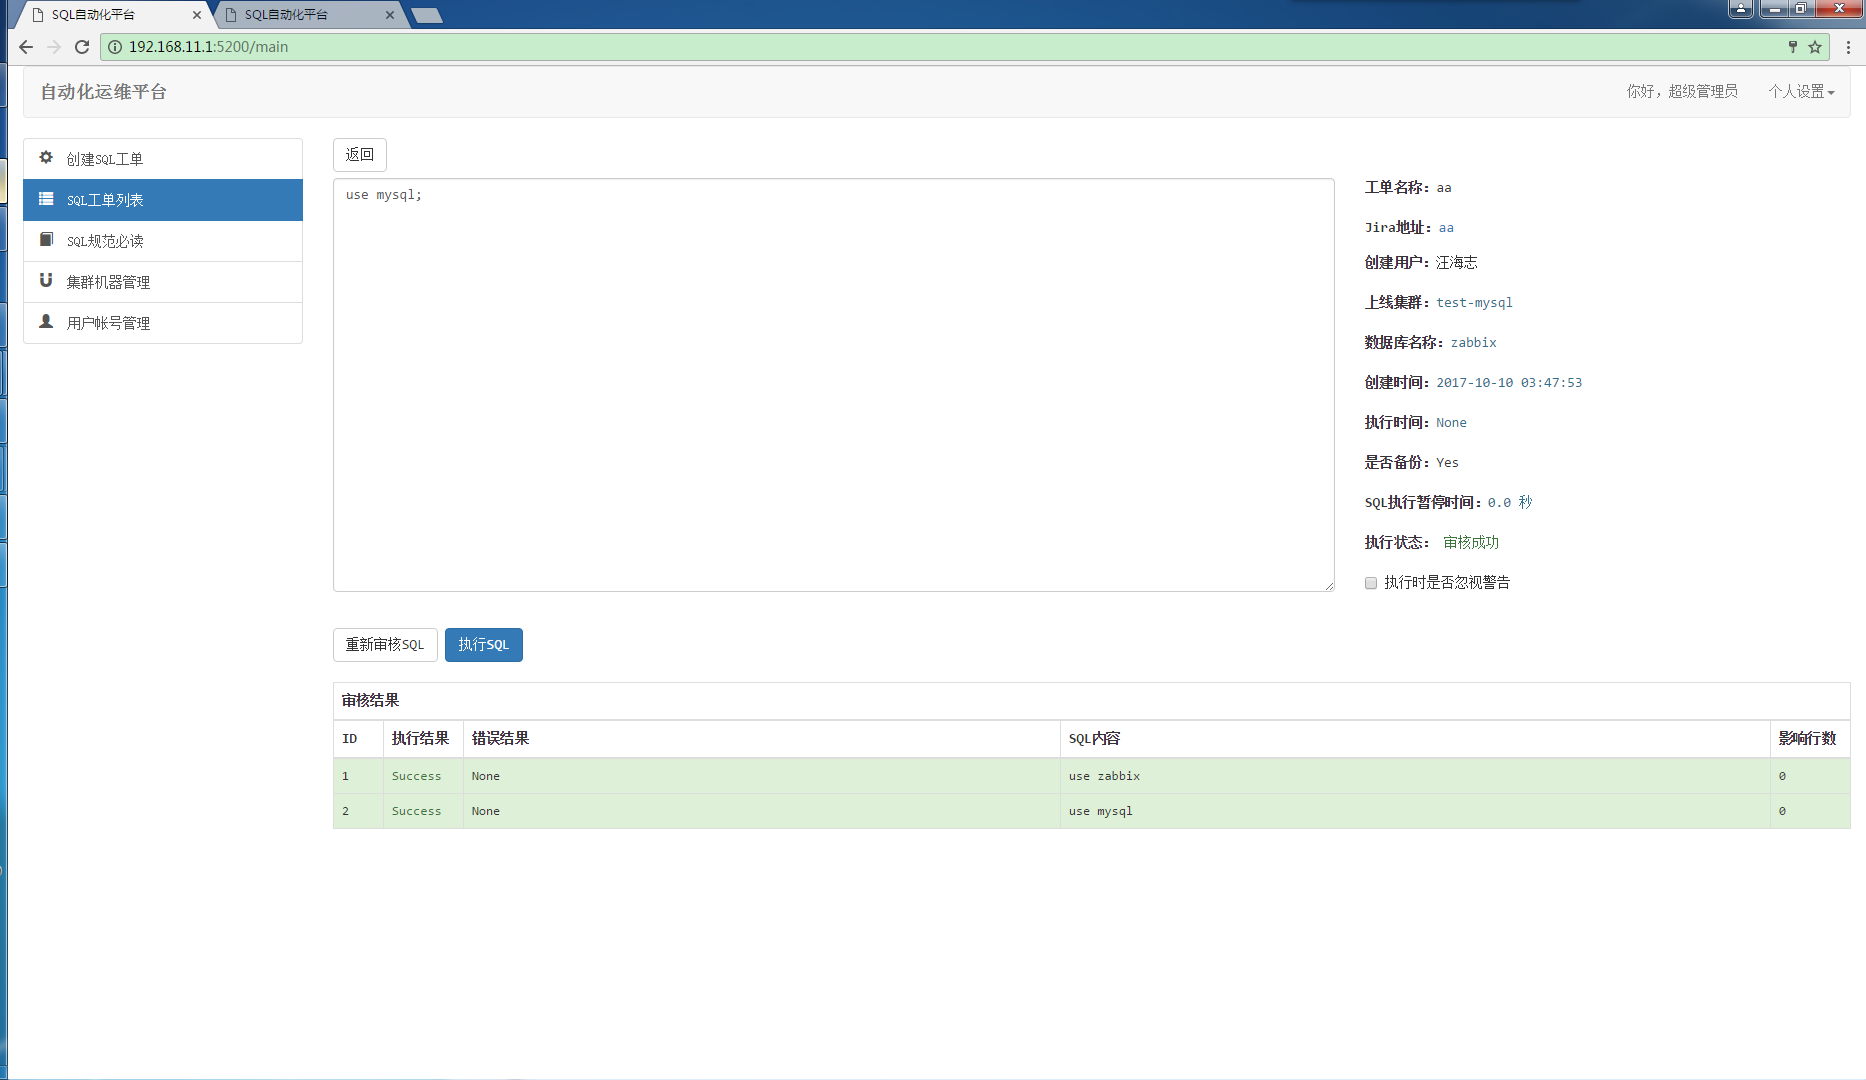 SQL自动化平台
SQL自动化平台
192.168.11.1:5200/main
自动化运维平台
你好，超级管理员
个人设置
创建SQL工单
SQL工单列表
SQL规范必读
集群机器管理
用户帐号管理
返回
use mysql;
工单名称：aa
Jira地址：aa
创建用户：汪海志
上线集群：test-mysql
数据库名称：zabbix
创建时间：2017-10-10 03:47:53
执行时间：None
是否备份：Yes
SQL执行暂停时间：0.0 秒
执行状态： 审核成功
执行时是否忽视警告
重新审核SQL 执行SQL
审核结果
ID 执行结果 错误结果 SQL内容 影响行数
1 Success None use zabbix 0
2 Success None use mysql 0